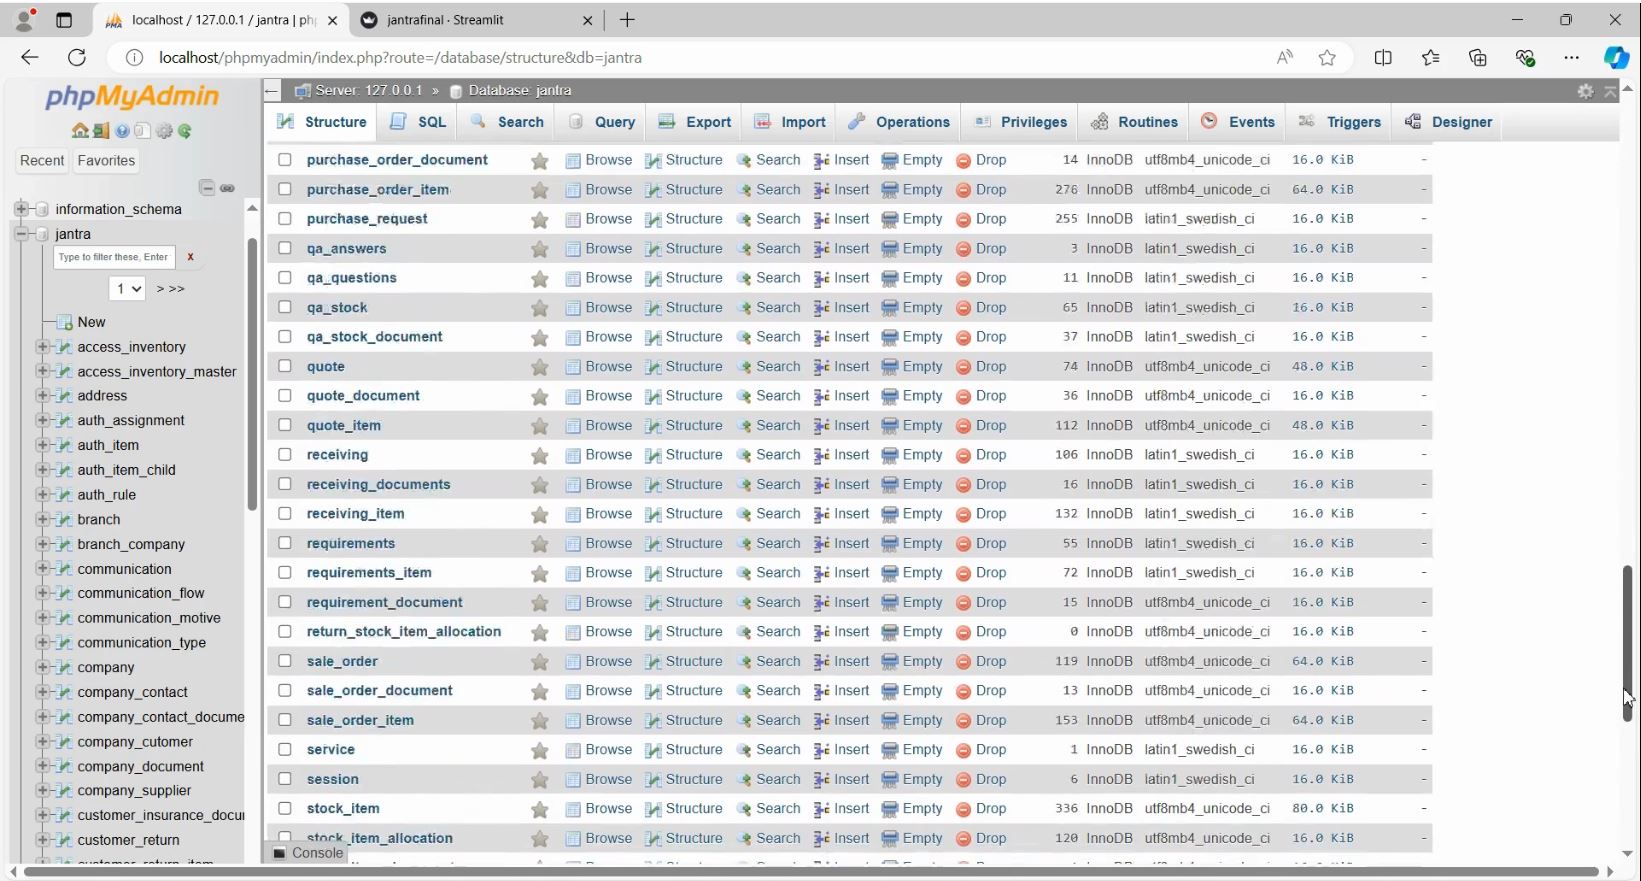 localhost / 127.0.0.1 / jantra | ph
jantrafinal · Streamlit
localhost/phpmyadmin/index.php?route=/database/structure&db=jantra
phpMyAdmin
Recent Favorites
information_schema
jantra
Type to filter these, Enter X
1 > >>
New
access_inventory
access_inventory_master
address
auth_assignment
auth_item
auth_item_child
auth_rule
branch
branch_company
communication
communication_flow
communication_motive
communication_type
company
company_contact
company_contact_docume
company_cutomer
company_document
company_supplier
customer_insurance_docu
customer_return
customer_return_item
Server: 127.0.0.1 » Database: jantra
Structure SQL Search Query Export Import Operations Privileges Routines Events Triggers Designer
purchase_order_document Browse Structure Search Insert Empty Drop 14 InnoDB utf8mb4_unicode_ci 16.0 KiB -
purchase_order_item Browse Structure Search Insert Empty Drop 276 InnoDB utf8mb4_unicode_ci 64.0 KiB -
purchase_request Browse Structure Search Insert Empty Drop 255 InnoDB latin1_swedish_ci 16.0 KiB -
qa_answers Browse Structure Search Insert Empty Drop 3 InnoDB latin1_swedish_ci 16.0 KiB -
qa_questions Browse Structure Search Insert Empty Drop 11 InnoDB latin1_swedish_ci 16.0 KiB -
qa_stock Browse Structure Search Insert Empty Drop 65 InnoDB latin1_swedish_ci 16.0 KiB -
qa_stock_document Browse Structure Search Insert Empty Drop 37 InnoDB utf8mb4_unicode_ci 16.0 KiB -
quote Browse Structure Search Insert Empty Drop 74 InnoDB utf8mb4_unicode_ci 48.0 KiB -
quote_document Browse Structure Search Insert Empty Drop 36 InnoDB utf8mb4_unicode_ci 16.0 KiB -
quote_item Browse Structure Search Insert Empty Drop 112 InnoDB utf8mb4_unicode_ci 48.0 KiB -
receiving Browse Structure Search Insert Empty Drop 106 InnoDB latin1_swedish_ci 16.0 KiB -
receiving_documents Browse Structure Search Insert Empty Drop 16 InnoDB latin1_swedish_ci 16.0 KiB -
receiving_item Browse Structure Search Insert Empty Drop 132 InnoDB latin1_swedish_ci 16.0 KiB -
requirements Browse Structure Search Insert Empty Drop 55 InnoDB latin1_swedish_ci 16.0 KiB -
requirements_item Browse Structure Search Insert Empty Drop 72 InnoDB latin1_swedish_ci 16.0 KiB -
requirement_document Browse Structure Search Insert Empty Drop 15 InnoDB utf8mb4_unicode_ci 16.0 KiB -
return_stock_item_allocation Browse Structure Search Insert Empty Drop 0 InnoDB utf8mb4_unicode_ci 16.0 KiB -
sale_order Browse Structure Search Insert Empty Drop 119 InnoDB utf8mb4_unicode_ci 64.0 KiB -
sale_order_document Browse Structure Search Insert Empty Drop 13 InnoDB utf8mb4_unicode_ci 16.0 KiB -
sale_order_item Browse Structure Search Insert Empty Drop 153 InnoDB utf8mb4_unicode_ci 64.0 KiB -
service Browse Structure Search Insert Empty Drop 1 InnoDB latin1_swedish_ci 16.0 KiB -
session Browse Structure Search Insert Empty Drop 6 InnoDB latin1_swedish_ci 16.0 KiB -
stock_item Browse Structure Search Insert Empty Drop 336 InnoDB utf8mb4_unicode_ci 80.0 KiB -
stock_item_allocation Browse Structure Search Insert Empty Drop 120 InnoDB utf8mb4_unicode_ci 16.0 KiB -
Console